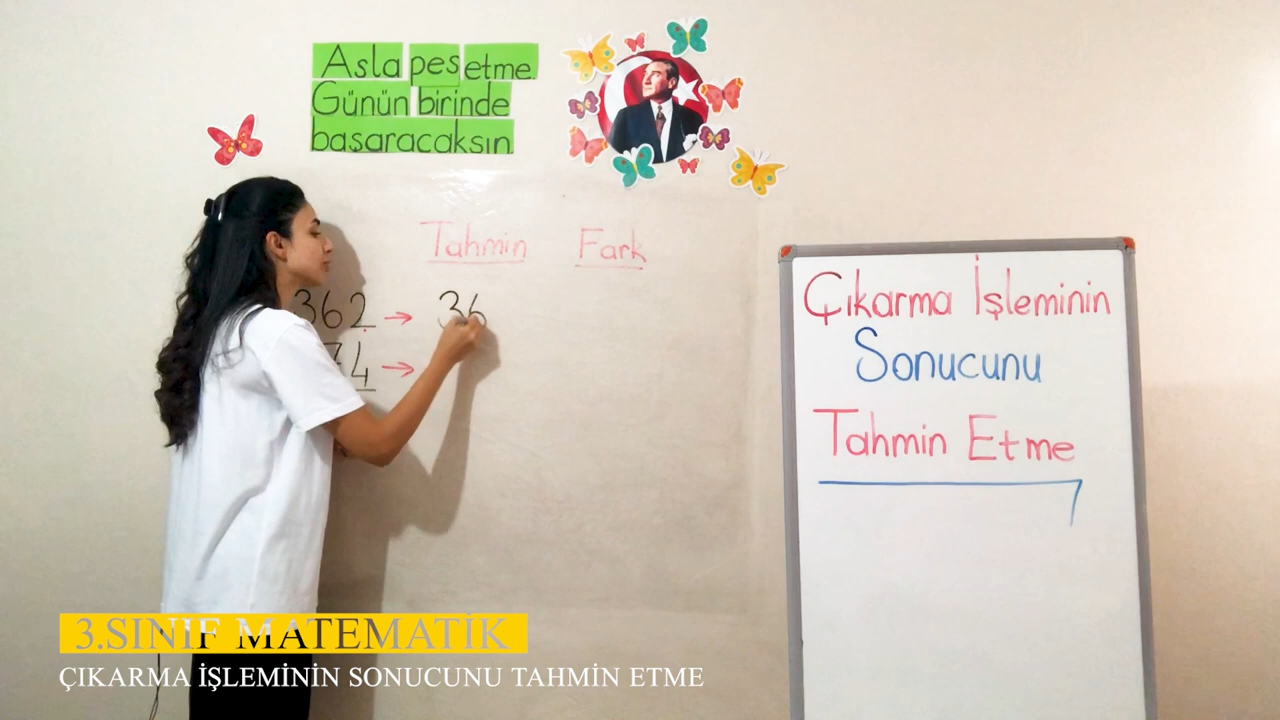 Asla pes etme.
Günün birinde
başaracaksın
Tahmin Fark
362 → 36
74 →
Çıkarma İşleminin
Sonucunu
Tahmin Etme
3.SINIF MATEMATİK
ÇIKARMA İŞLEMİNİN SONUCUNU TAHMİN ETME